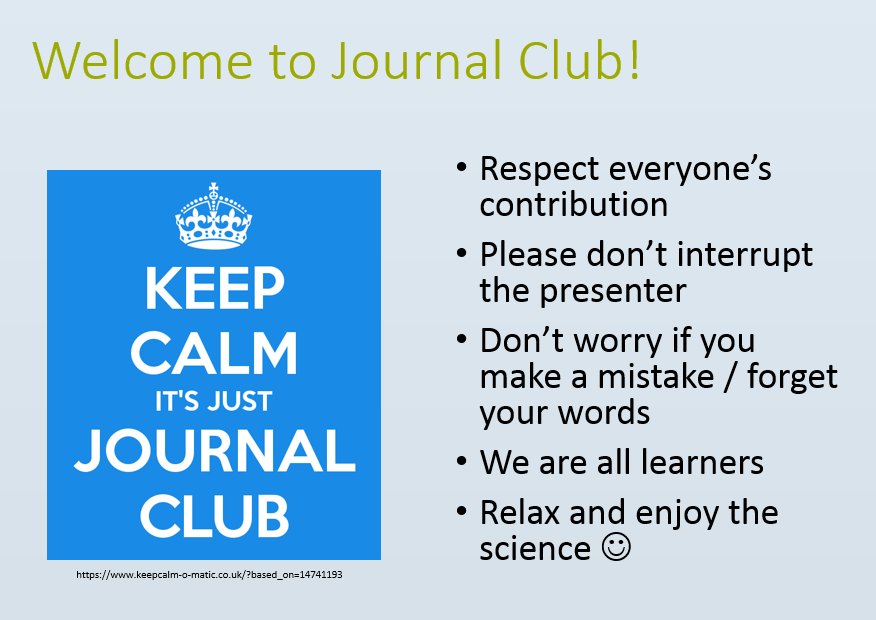 Welcome to Journal Club!
KEEP
CALM
IT'S JUST
JOURNAL
CLUB
https://www.keepcalm-o-matic.co.uk/?based_on=14741193
• Respect everyone’s
contribution
• Please don’t interrupt
the presenter
• Don’t worry if you
make a mistake / forget
your words
• We are all learners
• Relax and enjoy the
science ☺